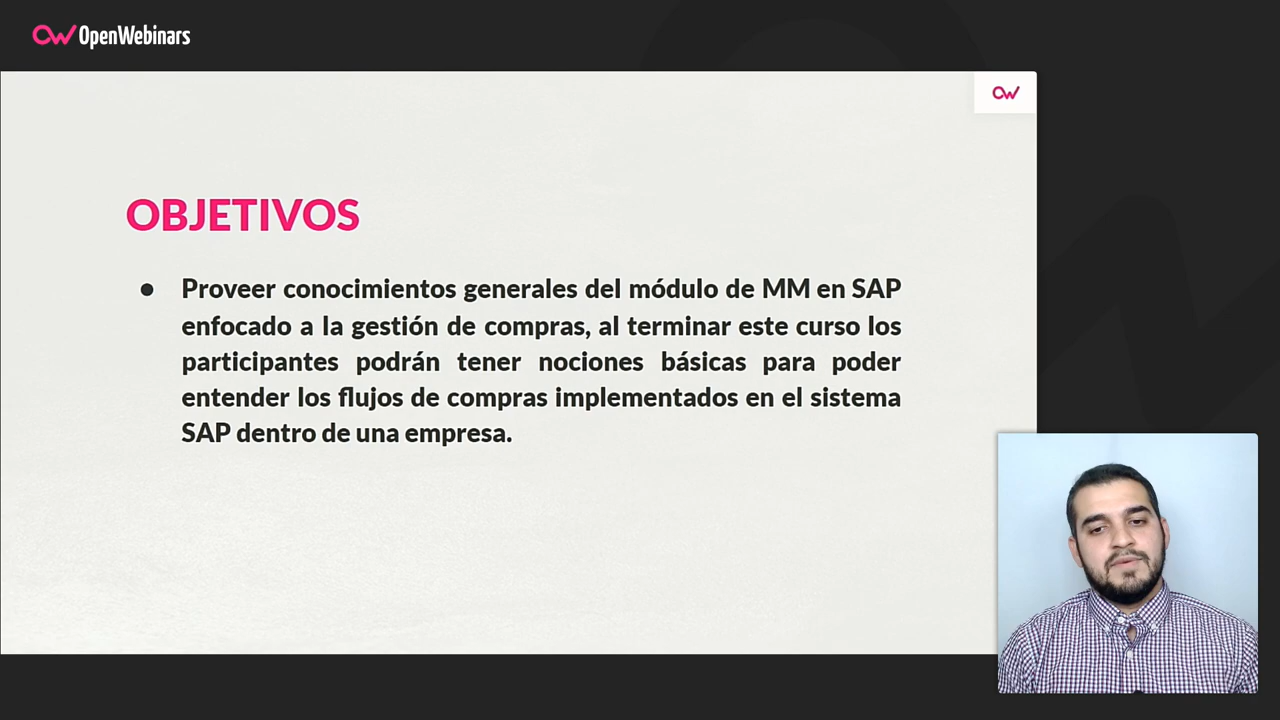 OW OpenWebinars
OW
OBJETIVOS
● Proveer conocimientos generales del módulo de MM en SAP
enfocado a la gestión de compras, al terminar este curso los
participantes podrán tener nociones básicas para poder
entender los flujos de compras implementados en el sistema
SAP dentro de una empresa.